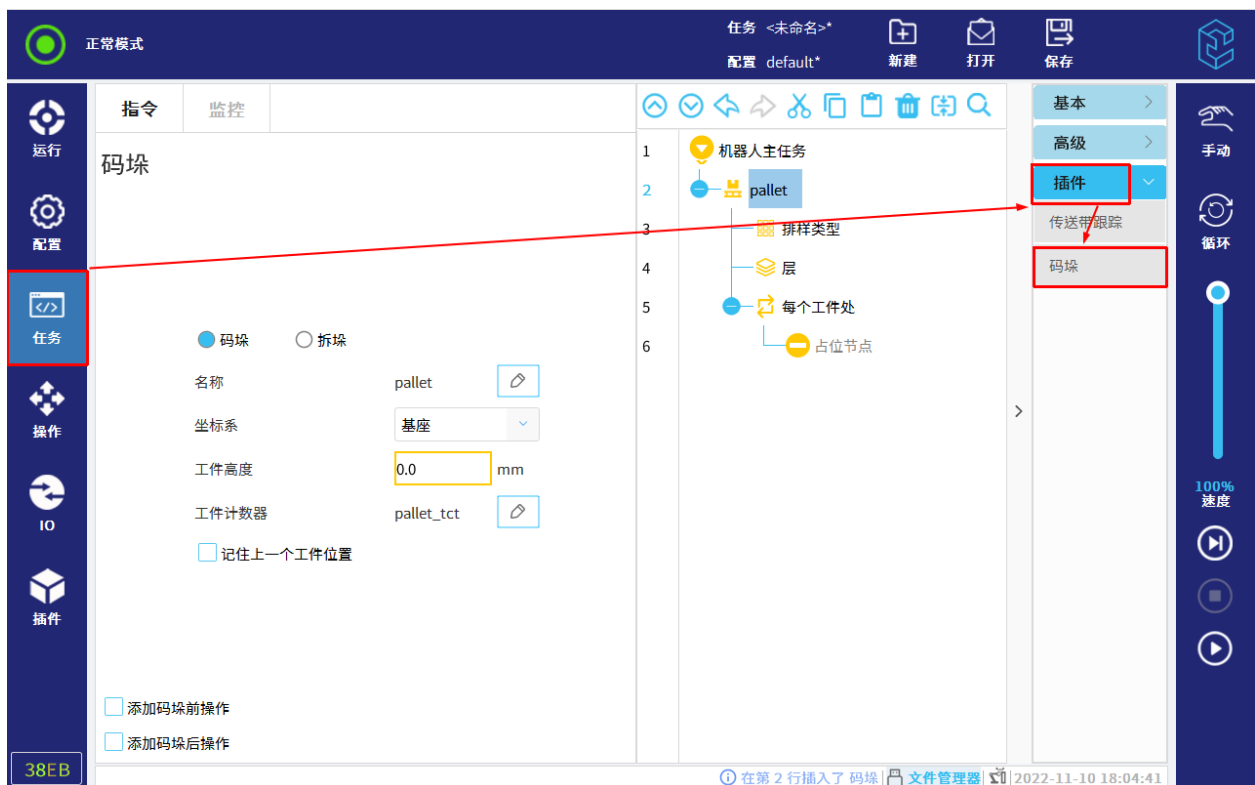 正常模式
任务 <未命名>*
配置 default*
新建
打开
保存
运行
配置
任务
操作
IO
插件
38EB
指令
监控
码垛
码垛
拆垛
名称
pallet
坐标系
基座
工件高度
0.0
mm
工件计数器
pallet_tct
记住上一个工件位置
添加码垛前操作
添加码垛后操作
1 机器人主任务
2 pallet
3 排样类型
4 层
5 每个工件处
6 占位节点
基本
高级
插件
传送带跟踪
码垛
手动
循环
100%
速度
在第 2 行插入了 码垛
文件管理器
2022-11-10 18:04:41